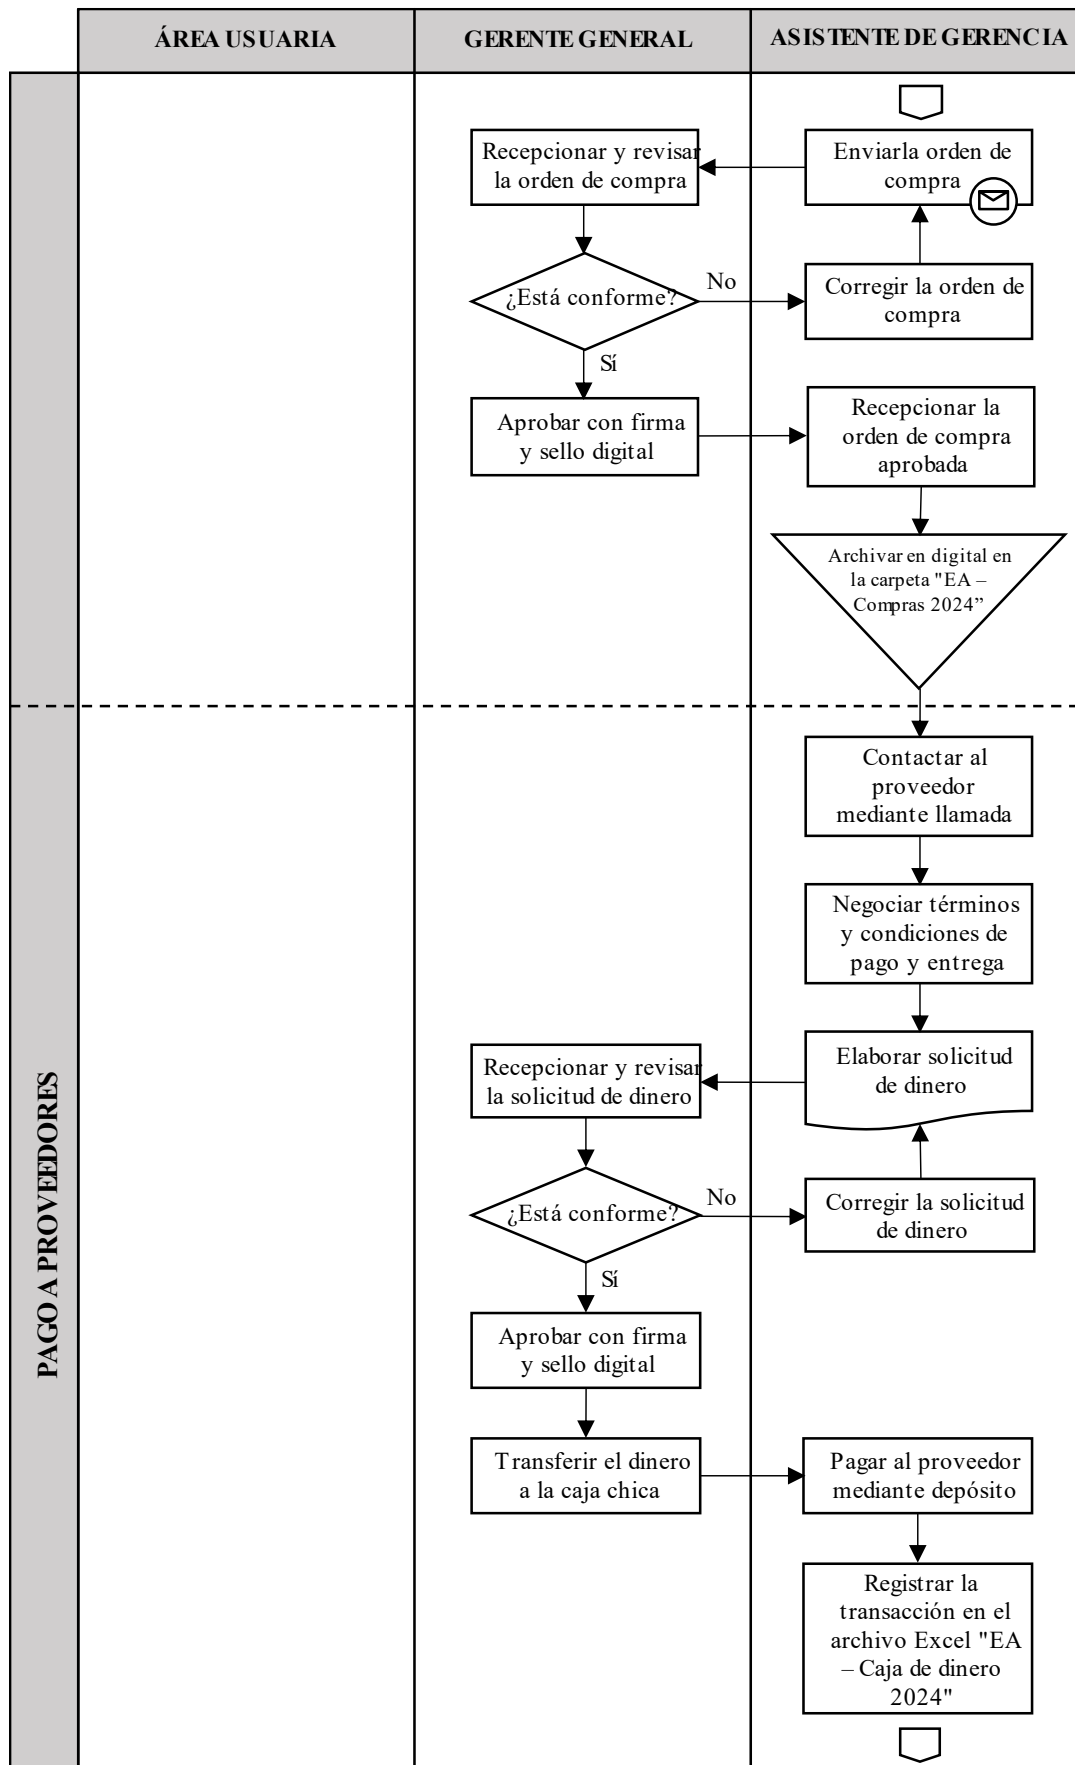 ÁREA USUARIA
GERENTE GENERAL
ASISTENTE DE GERENCIA
Recepcionar y revisar
la orden de compra
Enviarla orden de
compra
¿Está conforme?
No
Corregir la orden de
compra
Sí
Aprobar con firma
y sello digital
Recepcionar la
orden de compra
aprobada
Archivar en digital en
la carpeta "EA –
Compras 2024”
PAGO A PROVEEDORES
Contactar al
proveedor
mediante llamada
Negociar términos
y condiciones de
pago y entrega
Elaborar solicitud
de dinero
Recepcionar y revisar
la solicitud de dinero
¿Está conforme?
No
Corregir la solicitud
de dinero
Sí
Aprobar con firma
y sello digital
Transferir el dinero
a la caja chica
Pagar al proveedor
mediante depósito
Registrar la
transacción en el
archivo Excel "EA
– Caja de dinero
2024"